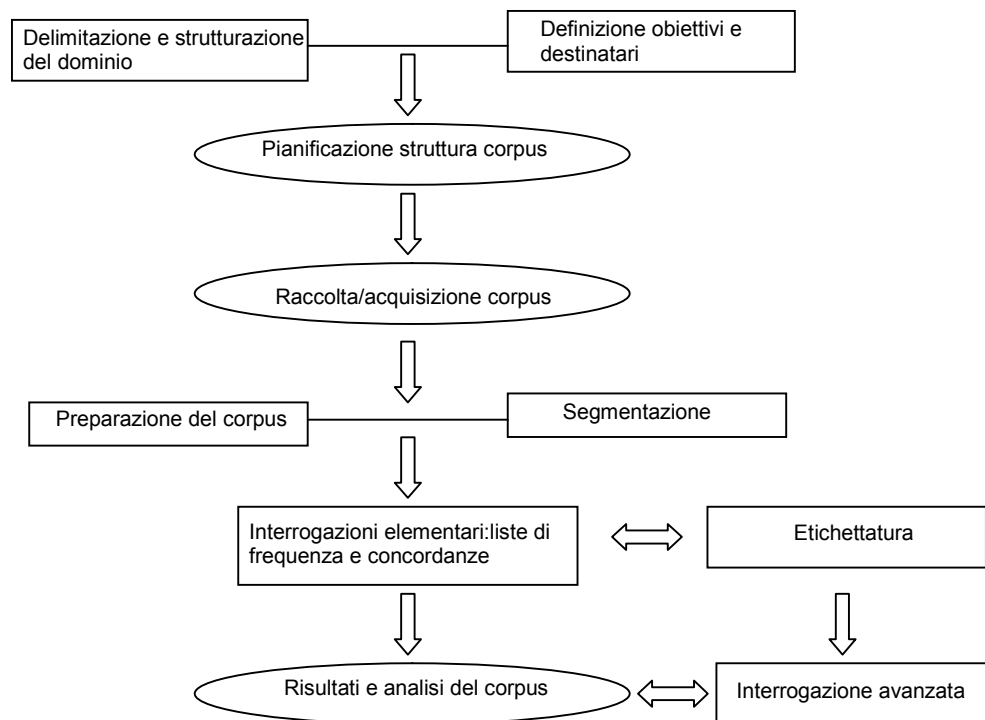 Delimitazione e strutturazione
del dominio
Definizione obiettivi e
destinatari
Pianificazione struttura corpus
Raccolta/acquisizione corpus
Preparazione del corpus
Segmentazione
Interrogazioni elementari:liste di
frequenza e concordanze
Etichettatura
Risultati e analisi del corpus
Interrogazione avanzata